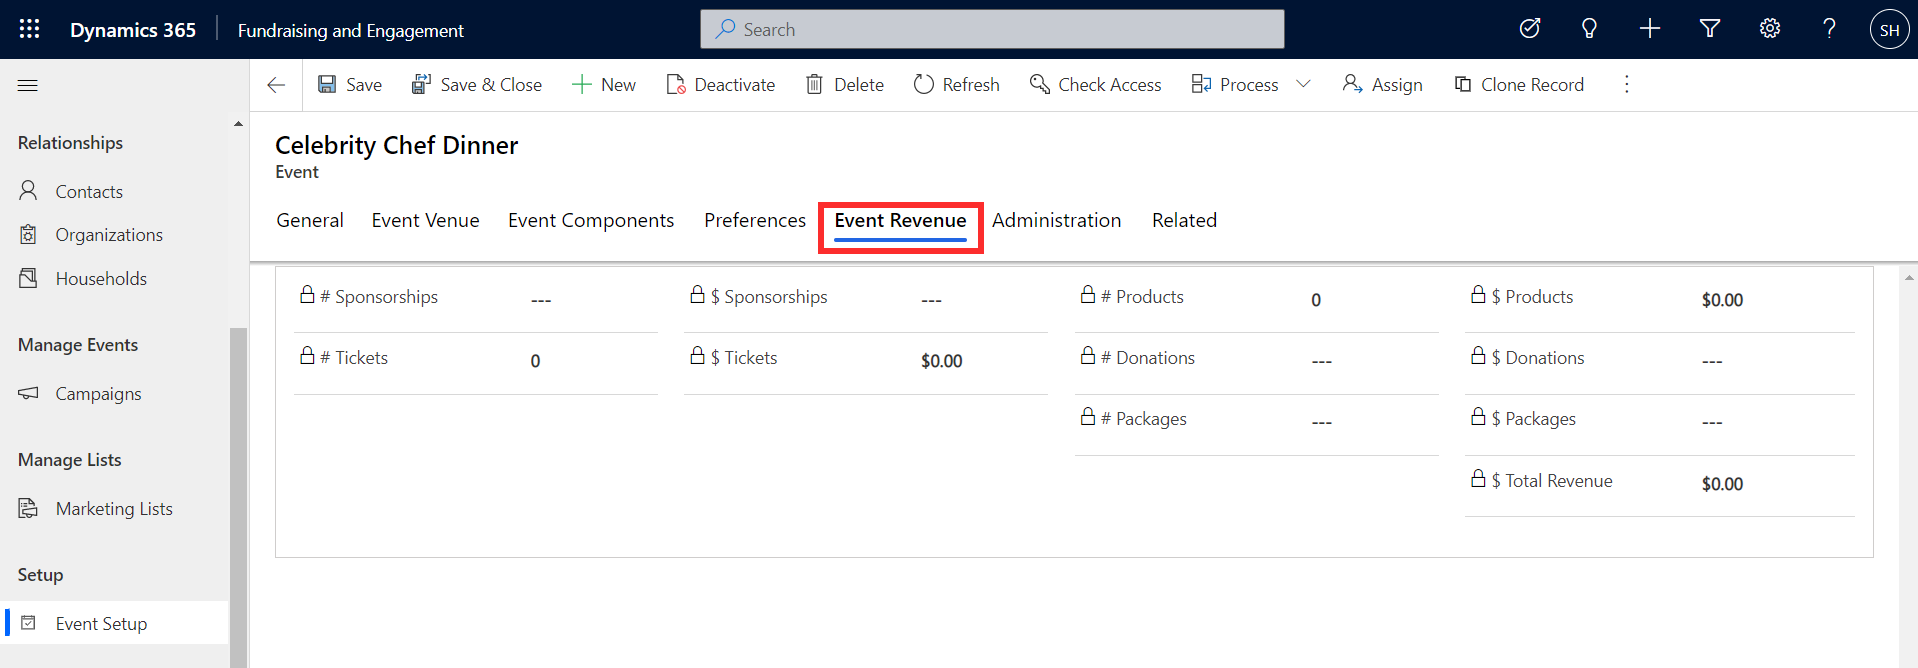 Dynamics 365
Fundraising and Engagement
Search
?
SH
Save
Save & Close
New
Deactivate
Delete
Refresh
Check Access
Process
Assign
Clone Record
Relationships
Contacts
Organizations
Households
Manage Events
Campaigns
Manage Lists
Marketing Lists
Setup
Event Setup
Celebrity Chef Dinner
Event
General Event Venue Event Components Preferences Event Revenue Administration Related
# Sponsorships --- $ Sponsorships --- # Products 0 $ Products $0.00
# Tickets 0 $ Tickets $0.00 # Donations --- $ Donations ---
# Packages --- $ Packages ---
$ Total Revenue $0.00